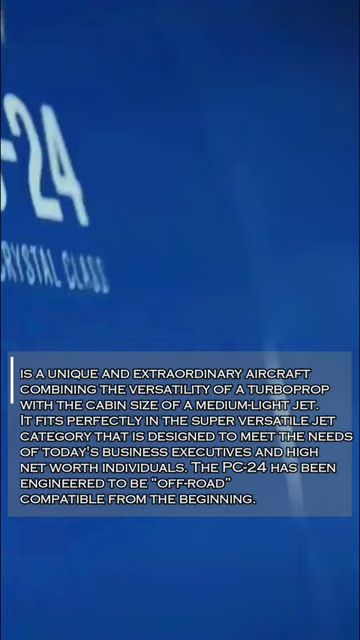 -24
CRYSTAL CLASS
IS A UNIQUE AND EXTRAORDINARY AIRCRAFT
COMBINING THE VERSATILITY OF A TURBOPROP
WITH THE CABIN SIZE OF A MEDIUM-LIGHT JET.
IT FITS PERFECTLY IN THE SUPER VERSATILE JET
CATEGORY THAT IS DESIGNED TO MEET THE NEEDS
OF TODAY'S BUSINESS EXECUTIVES AND HIGH
NET WORTH INDIVIDUALS. THE PC-24 HAS BEEN
ENGINEERED TO BE "OFF-ROAD"
COMPATIBLE FROM THE BEGINNING.